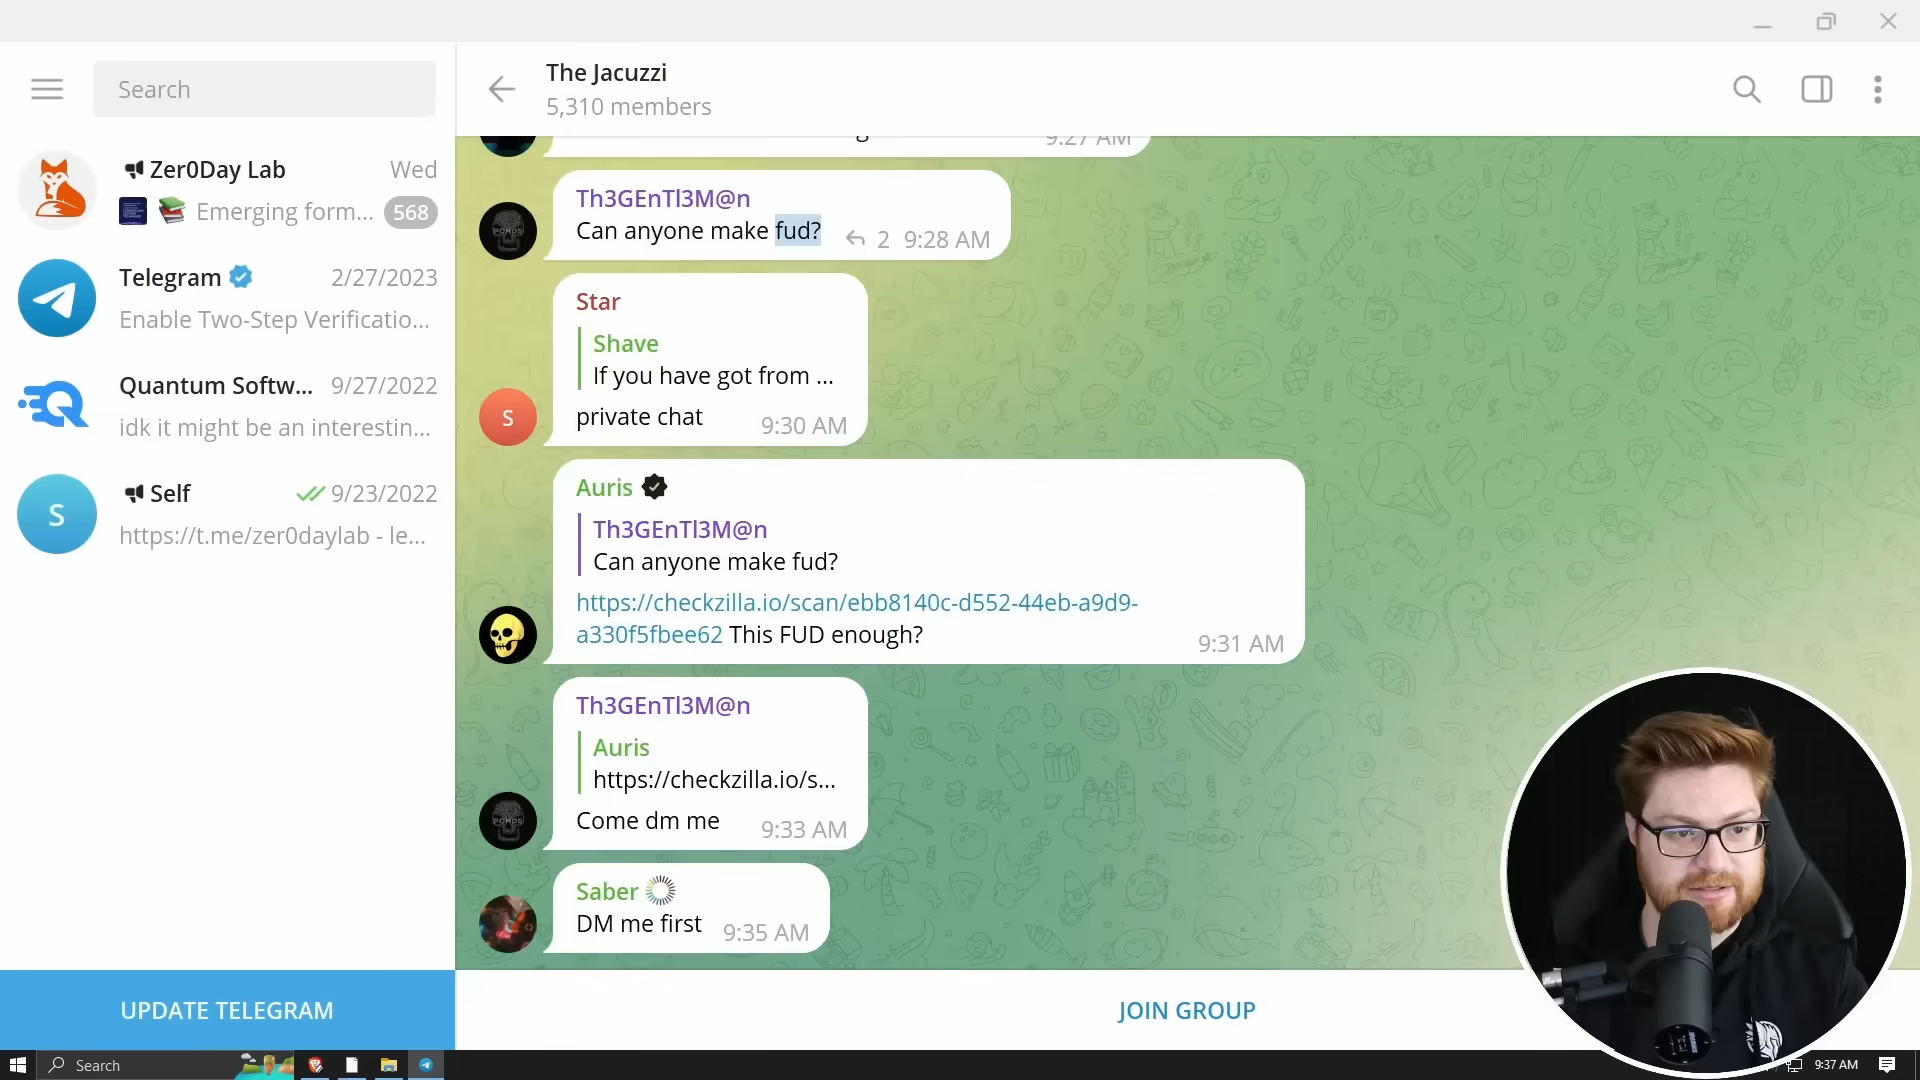 Search
Zer0Day Lab
Wed
Emerging form...
568
Telegram
2/27/2023
Enable Two-Step Verificatio...
Quantum Softw...
9/27/2022
idk it might be an interestin...
S
Self
9/23/2022
https://t.me/zer0daylab - le...
UPDATE TELEGRAM
The Jacuzzi
5,310 members
9:27 AM
Th3GEnTl3M@n
Can anyone make fud?
2 9:28 AM
Star
Shave
If you have got from ...
private chat
9:30 AM
S
Auris
Th3GEnTl3M@n
Can anyone make fud?
https://checkzilla.io/scan/ebb8140c-d552-44eb-a9d9-
a330f5fbee62 This FUD enough?
9:31 AM
Th3GEnTl3M@n
Auris
https://checkzilla.io/s...
Come dm me
9:33 AM
Saber
DM me first
9:35 AM
JOIN GROUP
Search
9:37 AM